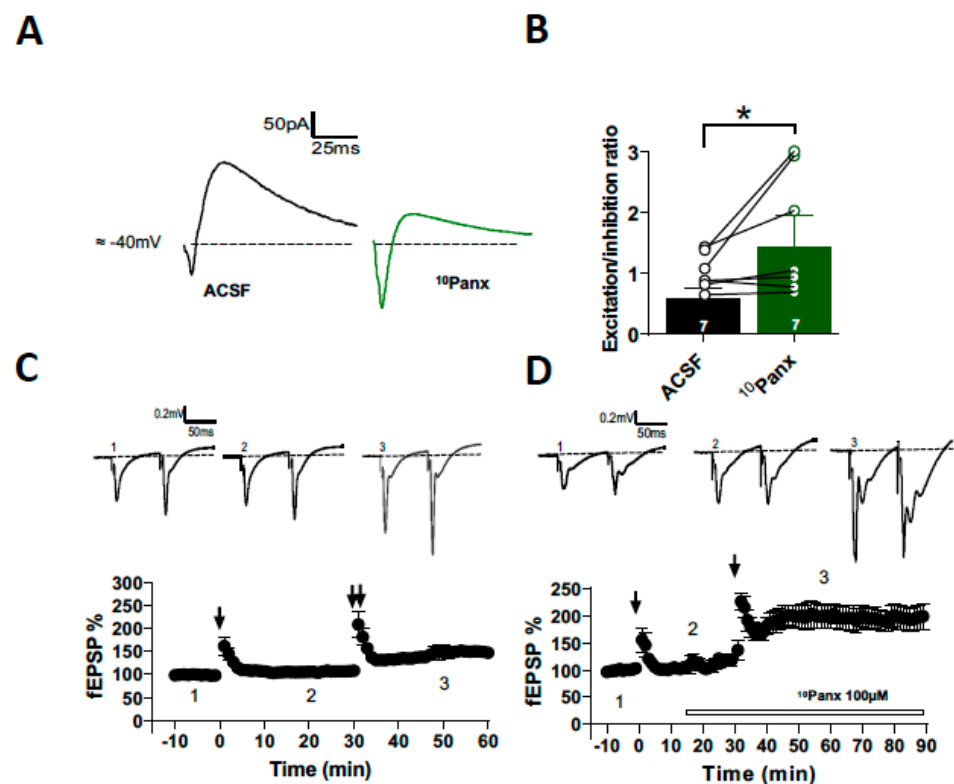 A
50pA
25ms
≈ -40mV
ACSF
¹⁰Panx
B
*
Excitation/inhibition ratio
3
2
1
0
7
7
ACSF
¹⁰Panx
C
0.2mV
50ms
1
2
3
fEPSP %
300
250
200
150
100
50
0
1
2
3
-10 0 10 20 30 40 50 60
Time (min)
D
0.2mV
50ms
1
2
3
fEPSP %
250
200
150
100
50
0
1
2
3
¹⁰Panx 100µM
-10 0 10 20 30 40 50 60 70 80 90
Time (min)